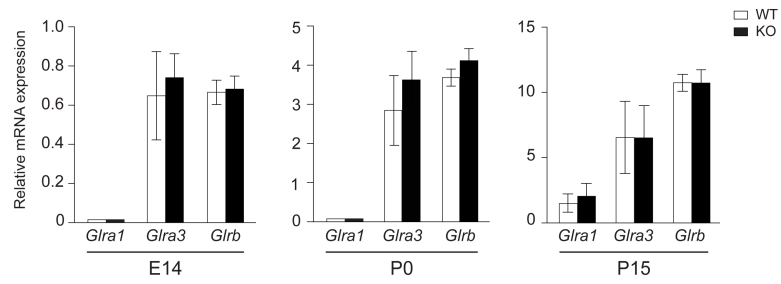 WT
KO
Relative mRNA expression
1.0
0.8
0.6
0.4
0.2
0
Glra1 Glra3 Glrb
E14
5
4
3
2
1
0
Glra1 Glra3 Glrb
P0
15
10
5
0
Glra1 Glra3 Glrb
P15